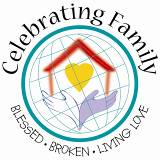 Celebrating Family
BLESSED • BROKEN • LIVING LOVE